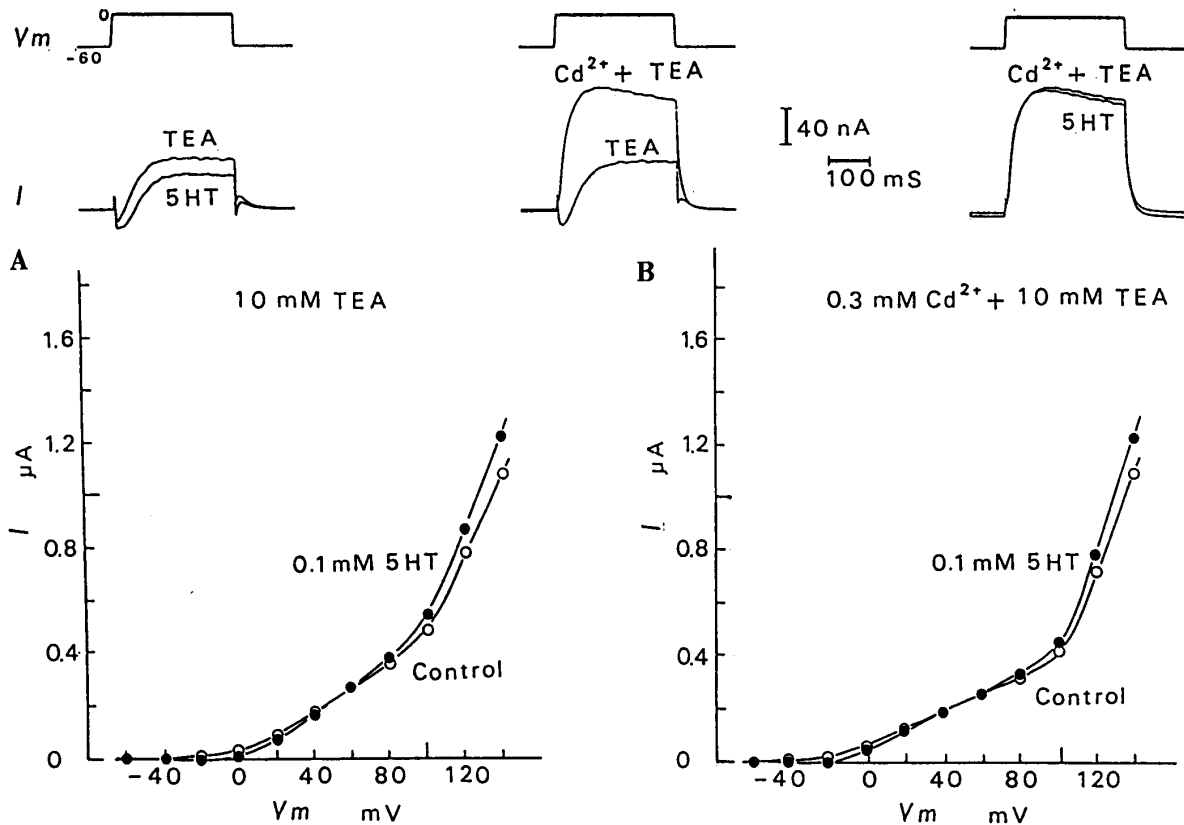 Vm
0
-60
TEA
5HT
I
Cd²⁺ + TEA
TEA
Cd²⁺ + TEA
5HT
40 nA
100 mS
A
10 mM TEA
1.6
1.2
0.8
0.4
0
μA
I
0.1 mM 5HT
Control
-40 0 40 80 120
Vm mV
B
0.3 mM Cd²⁺ + 10 mM TEA
1.6
1.2
0.8
0.4
0
μA
I
0.1 mM 5HT
Control
-40 0 40 80 120
Vm mV